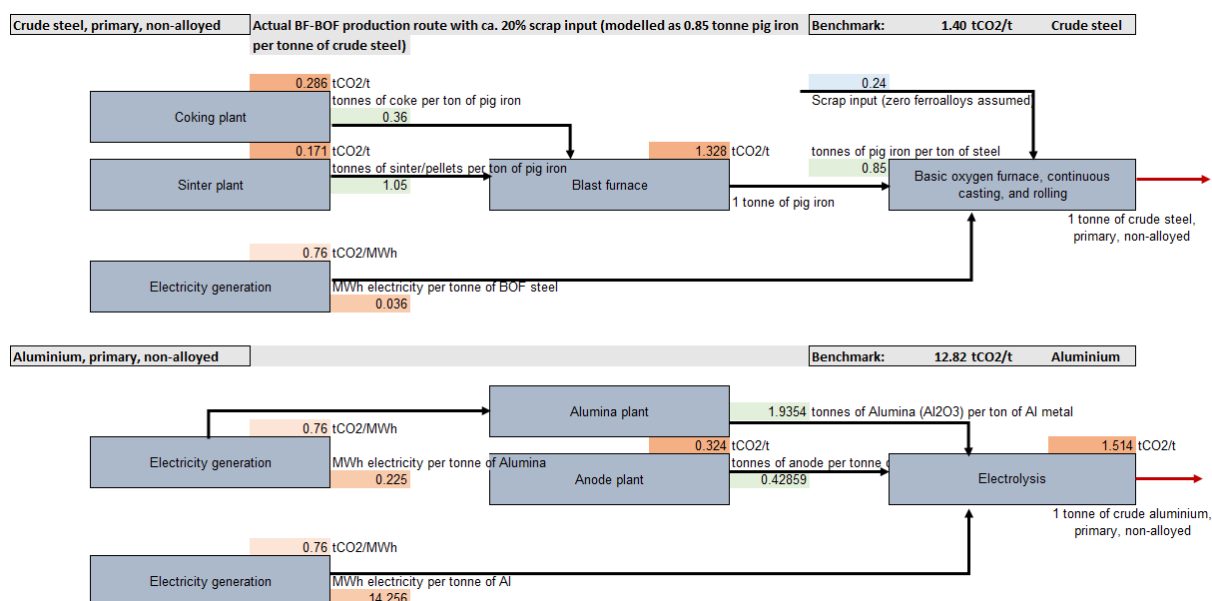 Crude steel, primary, non-alloyed
Actual BF-BOF production route with ca. 20% scrap input (modelled as 0.85 tonne pig iron
per tonne of crude steel)
Benchmark: 1.40 tCO2/t Crude steel
0.286 tCO2/t
Coking plant
tonnes of coke per ton of pig iron
0.36
0.24
Scrap input (zero ferroalloys assumed)
0.171 tCO2/t
Sinter plant
tonnes of sinter/pellets per ton of pig iron
1.05
1.328 tCO2/t
Blast furnace
1 tonne of pig iron
tonnes of pig iron per ton of steel
0.85
Basic oxygen furnace, continuous
casting, and rolling
1 tonne of crude steel,
primary, non-alloyed
0.76 tCO2/MWh
Electricity generation
MWh electricity per tonne of BOF steel
0.036
Aluminium, primary, non-alloyed
Benchmark: 12.82 tCO2/t Aluminium
Alumina plant
1.9354 tonnes of Alumina (Al2O3) per ton of Al metal
0.76 tCO2/MWh
Electricity generation
MWh electricity per tonne of Alumina
0.225
0.324 tCO2/t
Anode plant
tonnes of anode per tonne
0.42859
1.514 tCO2/t
Electrolysis
1 tonne of crude aluminium,
primary, non-alloyed
0.76 tCO2/MWh
Electricity generation
MWh electricity per tonne of Al
14.256